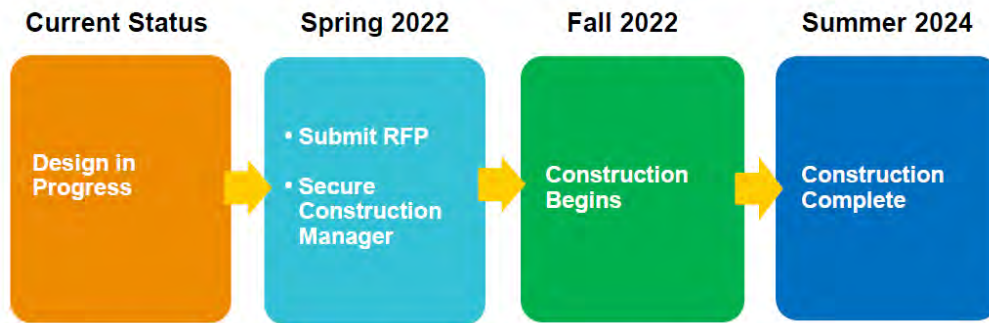 Current Status
Spring 2022
Fall 2022
Summer 2024
Design in
Progress
• Submit RFP
• Secure
Construction
Manager
Construction
Begins
Construction
Complete